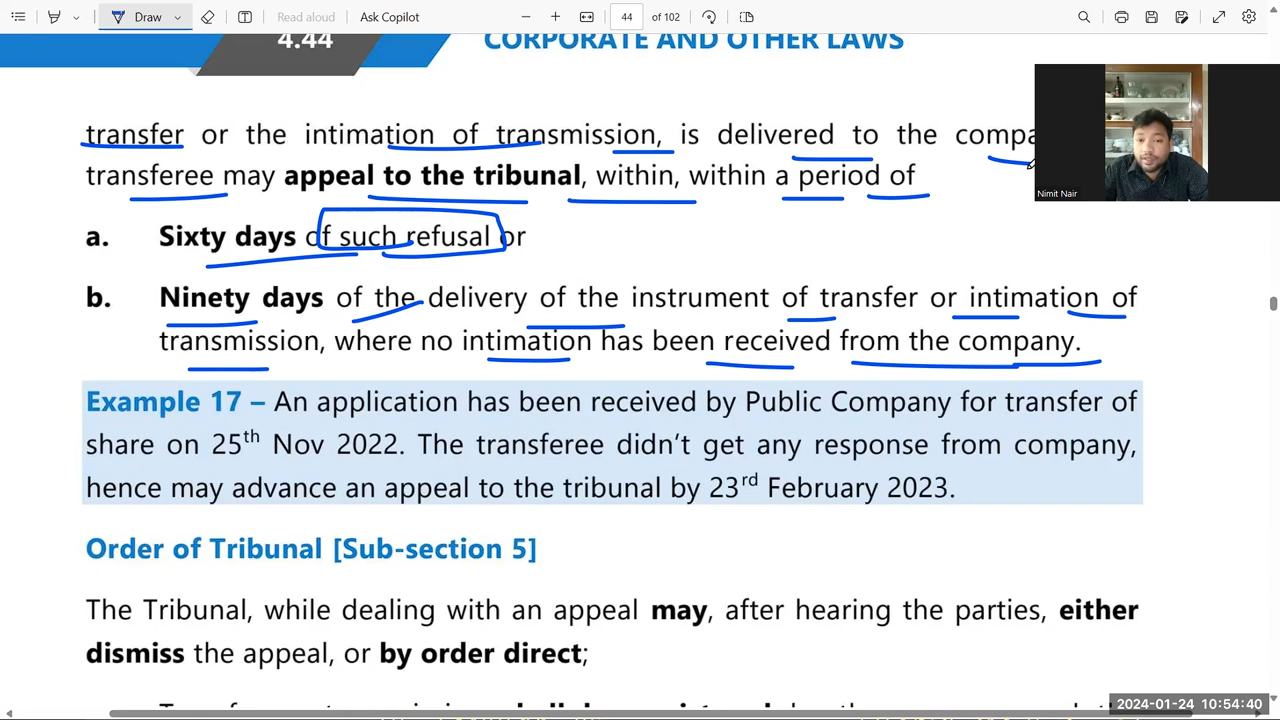 Draw
Read aloud
Ask Copilot
44
of 102
4.44
CORPORATE AND OTHER LAWS
transfer or the intimation of transmission, is delivered to the
transferee may appeal to the tribunal, within, within a period of
a. Sixty days of such refusal or
b. Ninety days of the delivery of the instrument of transfer or intimation of
transmission, where no intimation has been received from the company.
Example 17 – An application has been received by Public Company for transfer of
share on 25th Nov 2022. The transferee didn't get any response from company,
hence may advance an appeal to the tribunal by 23rd February 2023.
Order of Tribunal [Sub-section 5]
The Tribunal, while dealing with an appeal may, after hearing the parties, either
dismiss the appeal, or by order direct;
Nimit Nair
2024-01-24 10:54:40